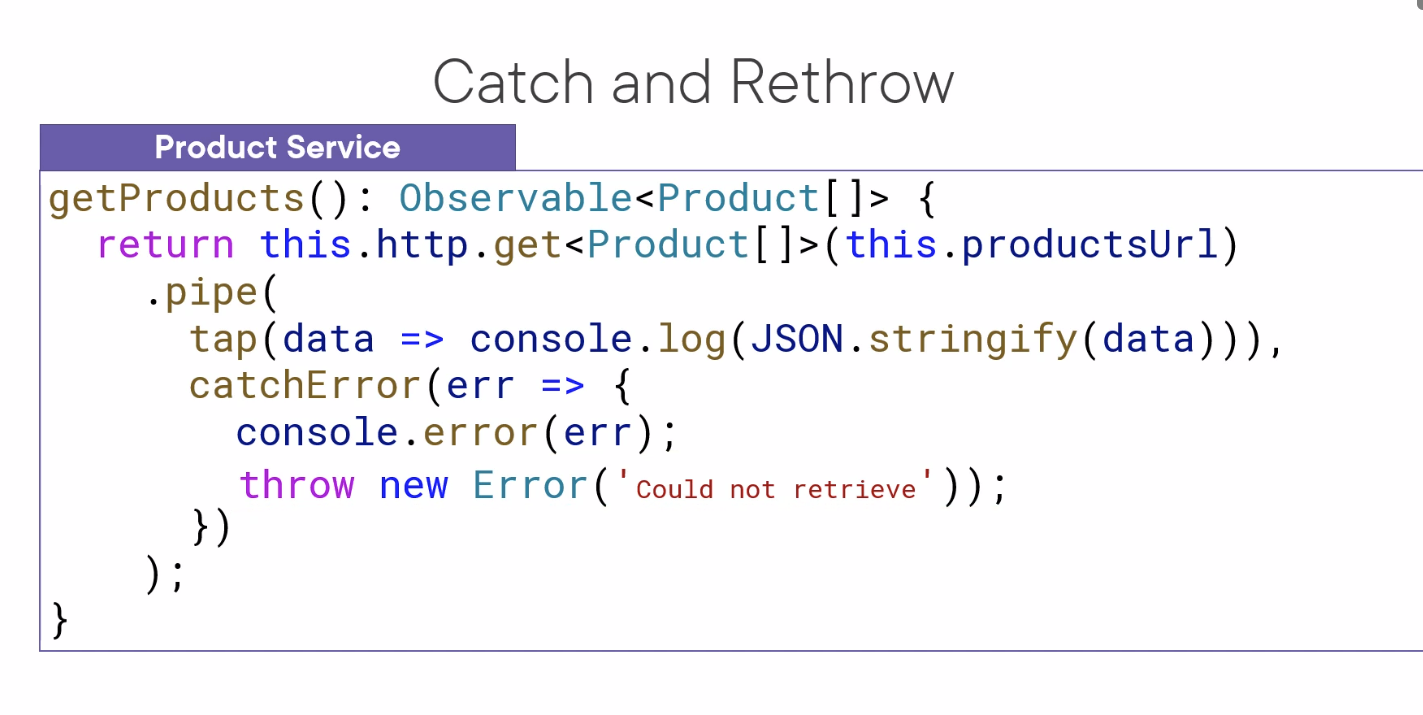 Catch and Rethrow
Product Service
getProducts(): Observable<Product[]> {
return this.http.get<Product[]>(this.productsUrl)
.pipe(
tap(data => console.log(JSON.stringify(data))),
catchError(err => {
console.error(err);
throw new Error('Could not retrieve'));
})
);
}